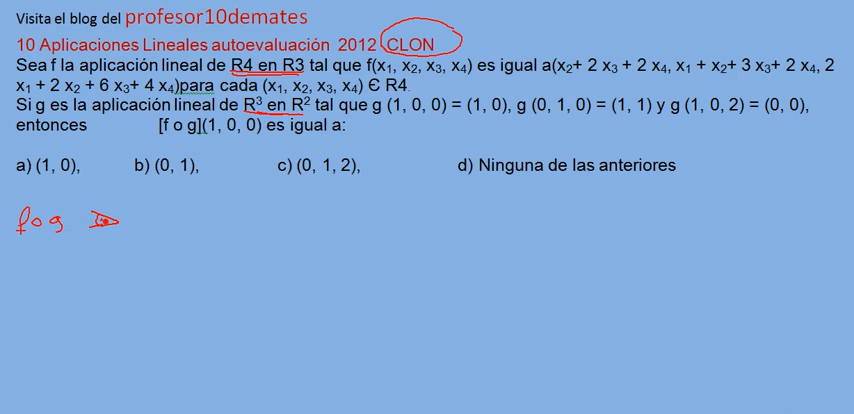 Visita el blog del profesor10demates
10 Aplicaciones Lineales autoevaluación 2012 CLON
Sea f la aplicación lineal de R4 en R3 tal que f(x₁, x₂, x₃, x₄) es igual a(x₂+ 2 x₃ + 2 x₄, x₁ + x₂+ 3 x₃+ 2 x₄, 2
x₁ + 2 x₂ + 6 x₃+ 4 x₄)para cada (x₁, x₂, x₃, x₄) Є R4.
Si g es la aplicación lineal de R³ en R² tal que g (1, 0, 0) = (1, 0), g (0, 1, 0) = (1, 1) y g (1, 0, 2) = (0, 0),
entonces [f o g](1, 0, 0) es igual a:
a) (1, 0), b) (0, 1), c) (0, 1, 2), d) Ninguna de las anteriores
fog